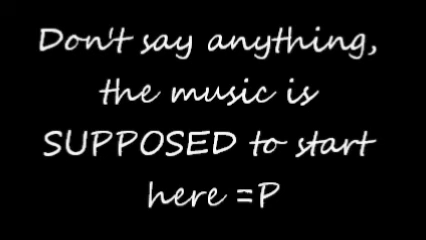 Don't say anything,
the music is
SUPPOSED to start
here =P